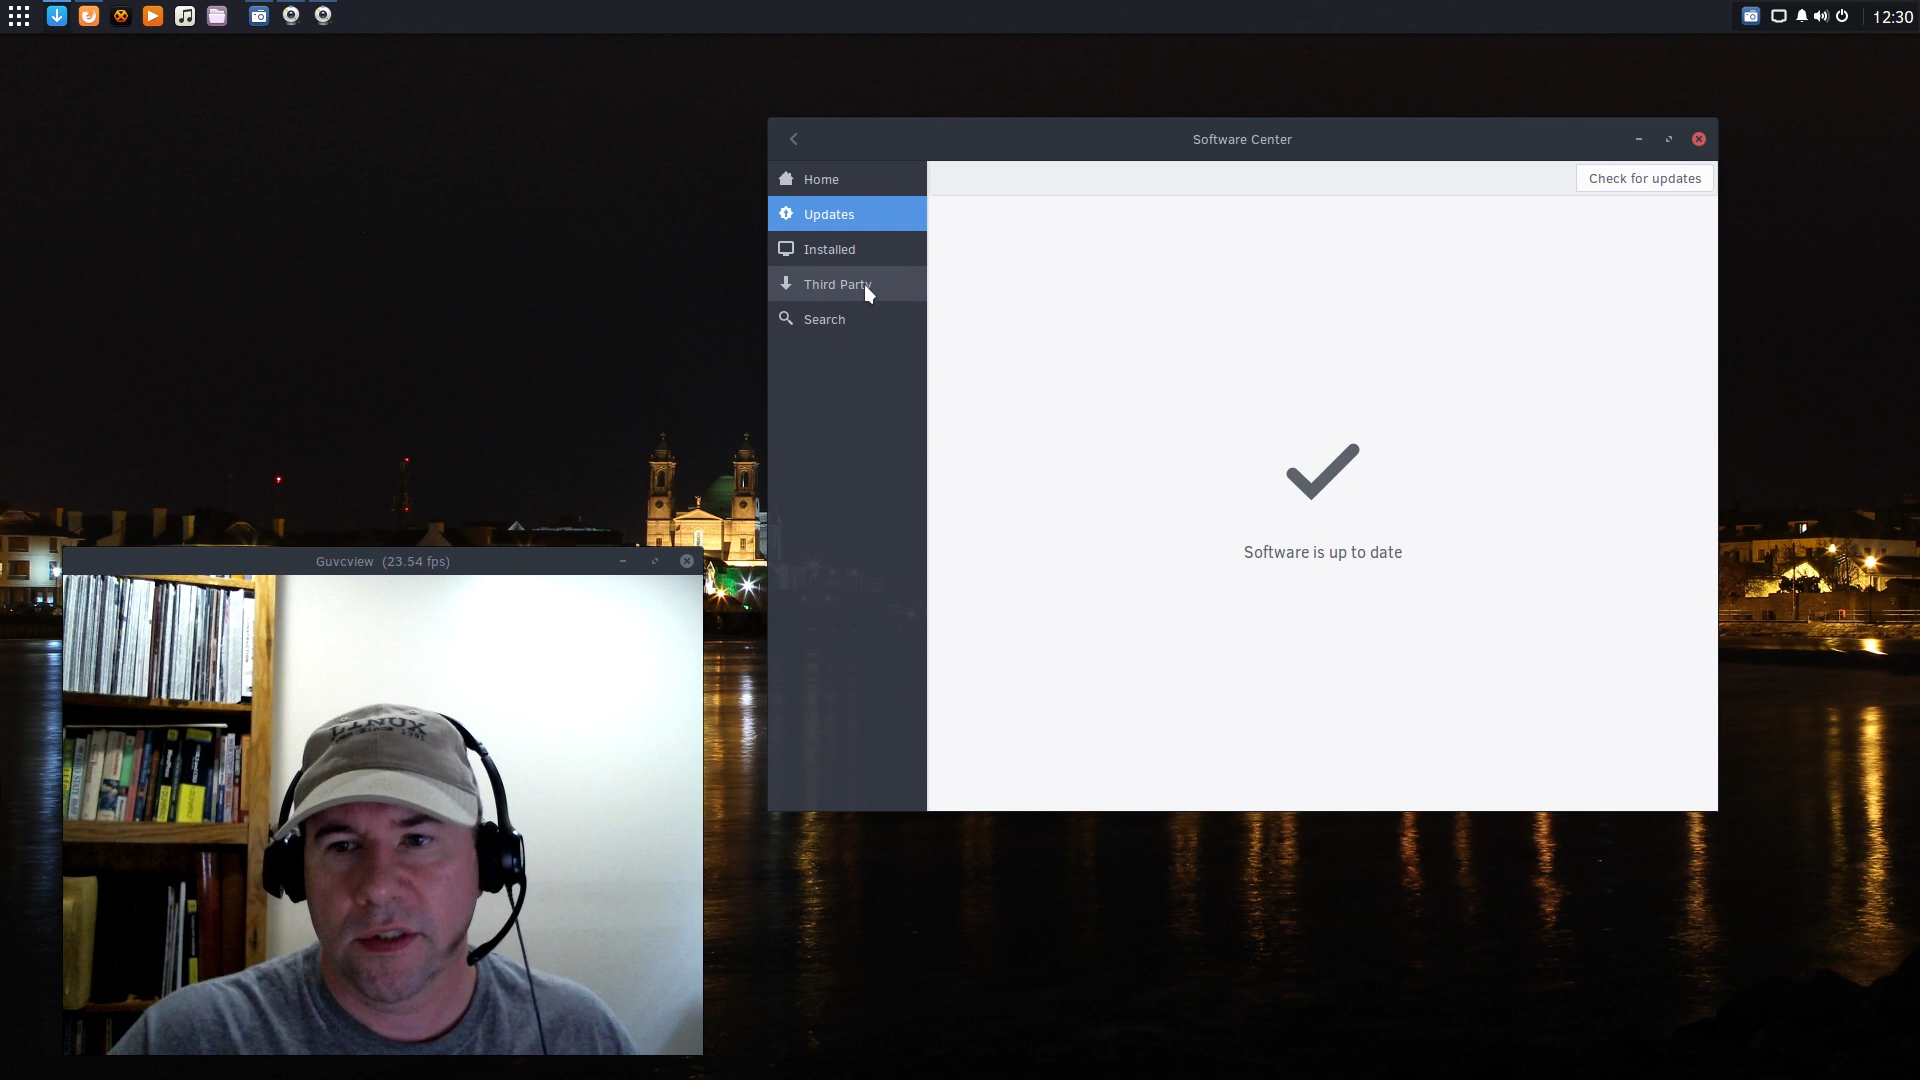 12:30
Software Center
Home
Check for updates
Updates
Installed
Third Party
Search
Software is up to date
Guvcview (23.54 fps)
LINUX